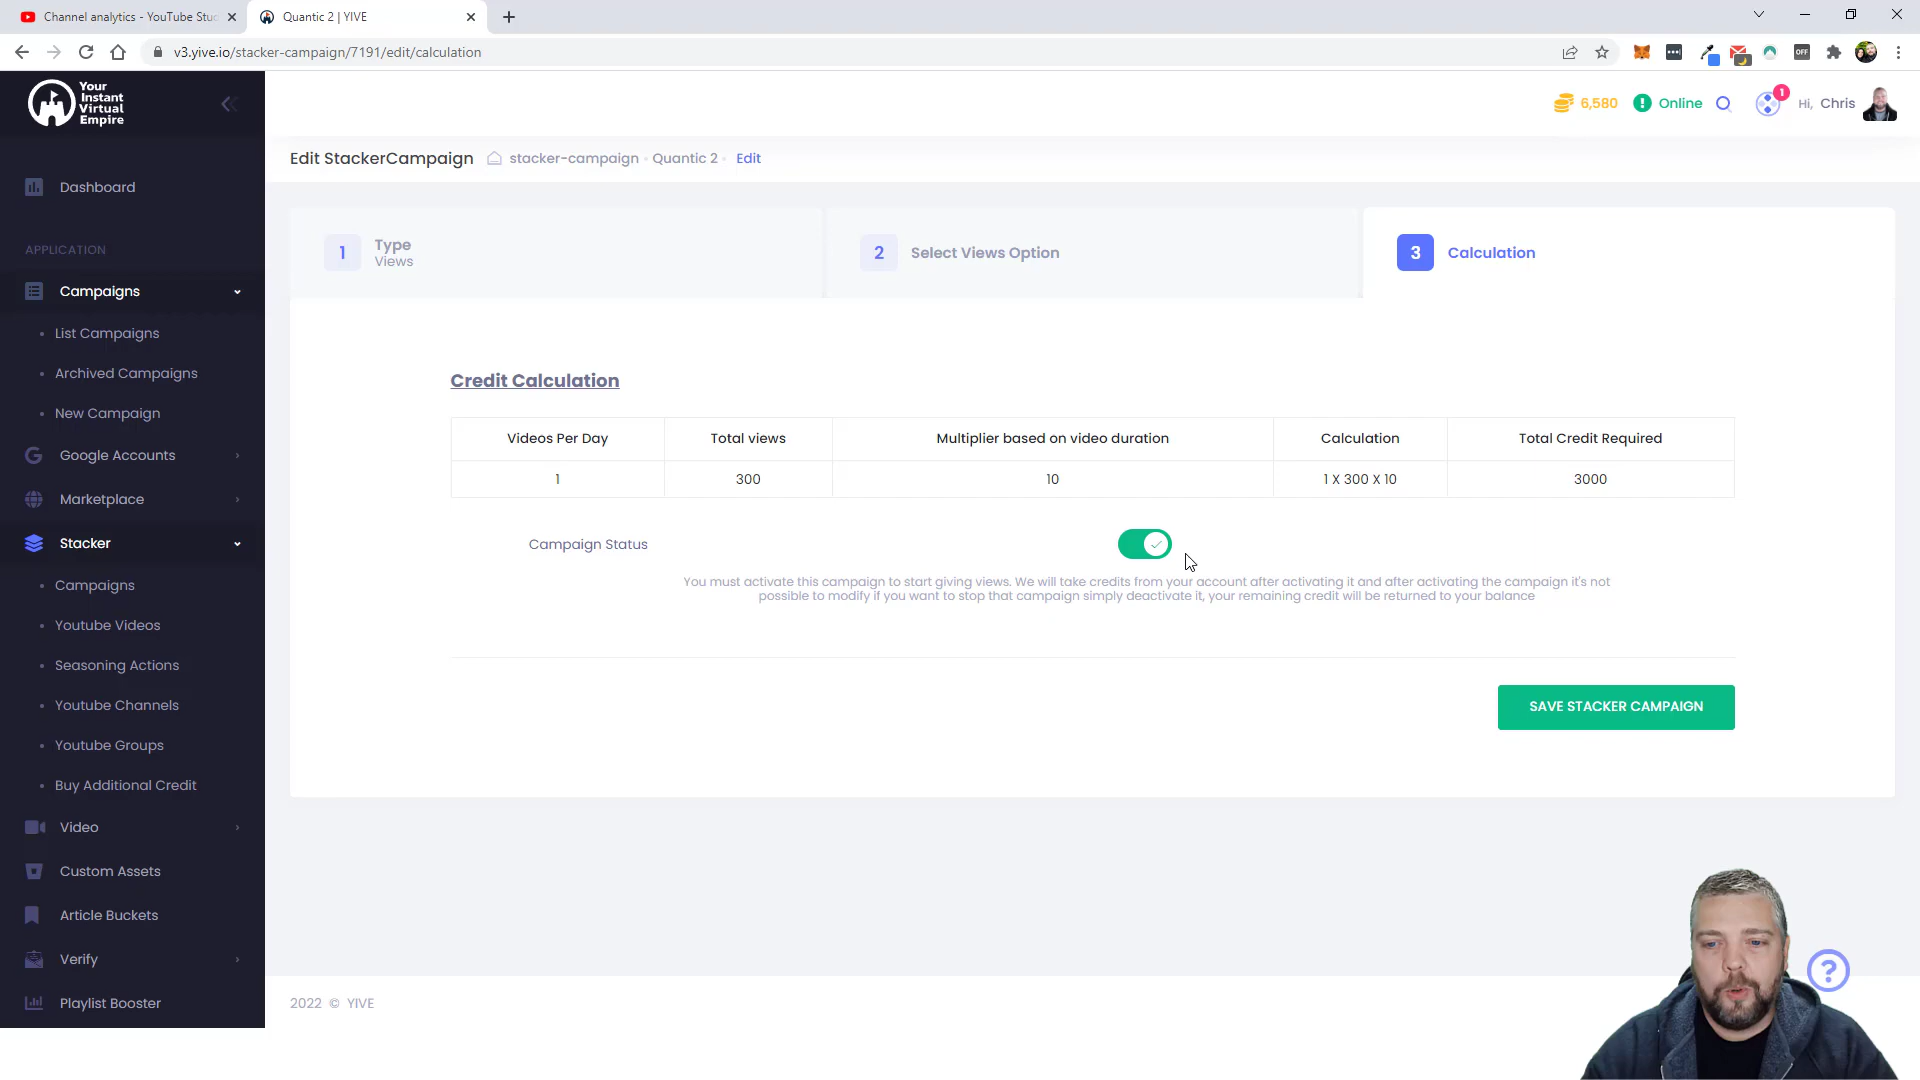 Channel analytics - YouTube Stu
Quantic 2 | YIVE
v3.yive.io/stacker-campaign/7191/edit/calculation
OFF
Your
Instant
Virtual
Empire
6,580
Online
1
Hi, Chris
Edit StackerCampaign
stacker-campaign
Quantic 2
Edit
Dashboard
APPLICATION
Campaigns
List Campaigns
Archived Campaigns
New Campaign
Google Accounts
Marketplace
Stacker
Campaigns
Youtube Videos
Seasoning Actions
Youtube Channels
Youtube Groups
Buy Additional Credit
Video
Custom Assets
Article Buckets
Verify
Playlist Booster
1
Type
Views
2
Select Views Option
3
Calculation
Credit Calculation
Videos Per Day Total views Multiplier based on video duration Calculation Total Credit Required
1 300 10 1 X 300 X 10 3000
Campaign Status
You must activate this campaign to start giving views. We will take credits from your account after activating it and after activating the campaign it's not
possible to modify if you want to stop that campaign simply deactivate it, your remaining credit will be returned to your balance
SAVE STACKER CAMPAIGN
?
2022 © YIVE